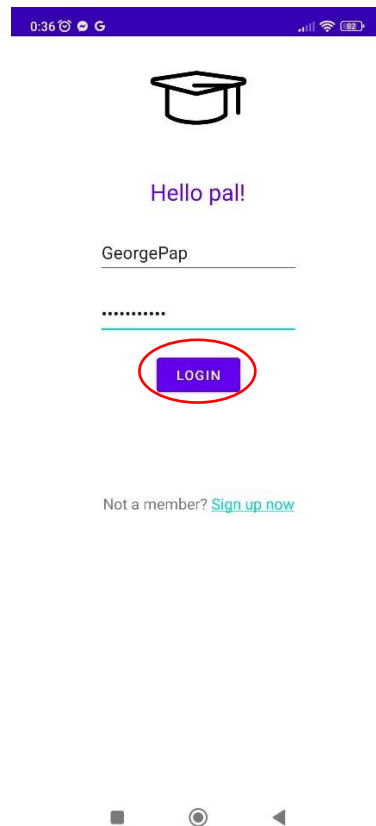 0:36 G 82
Hello pal!
GeorgePap
•••••••••••
LOGIN
Not a member? Sign up now